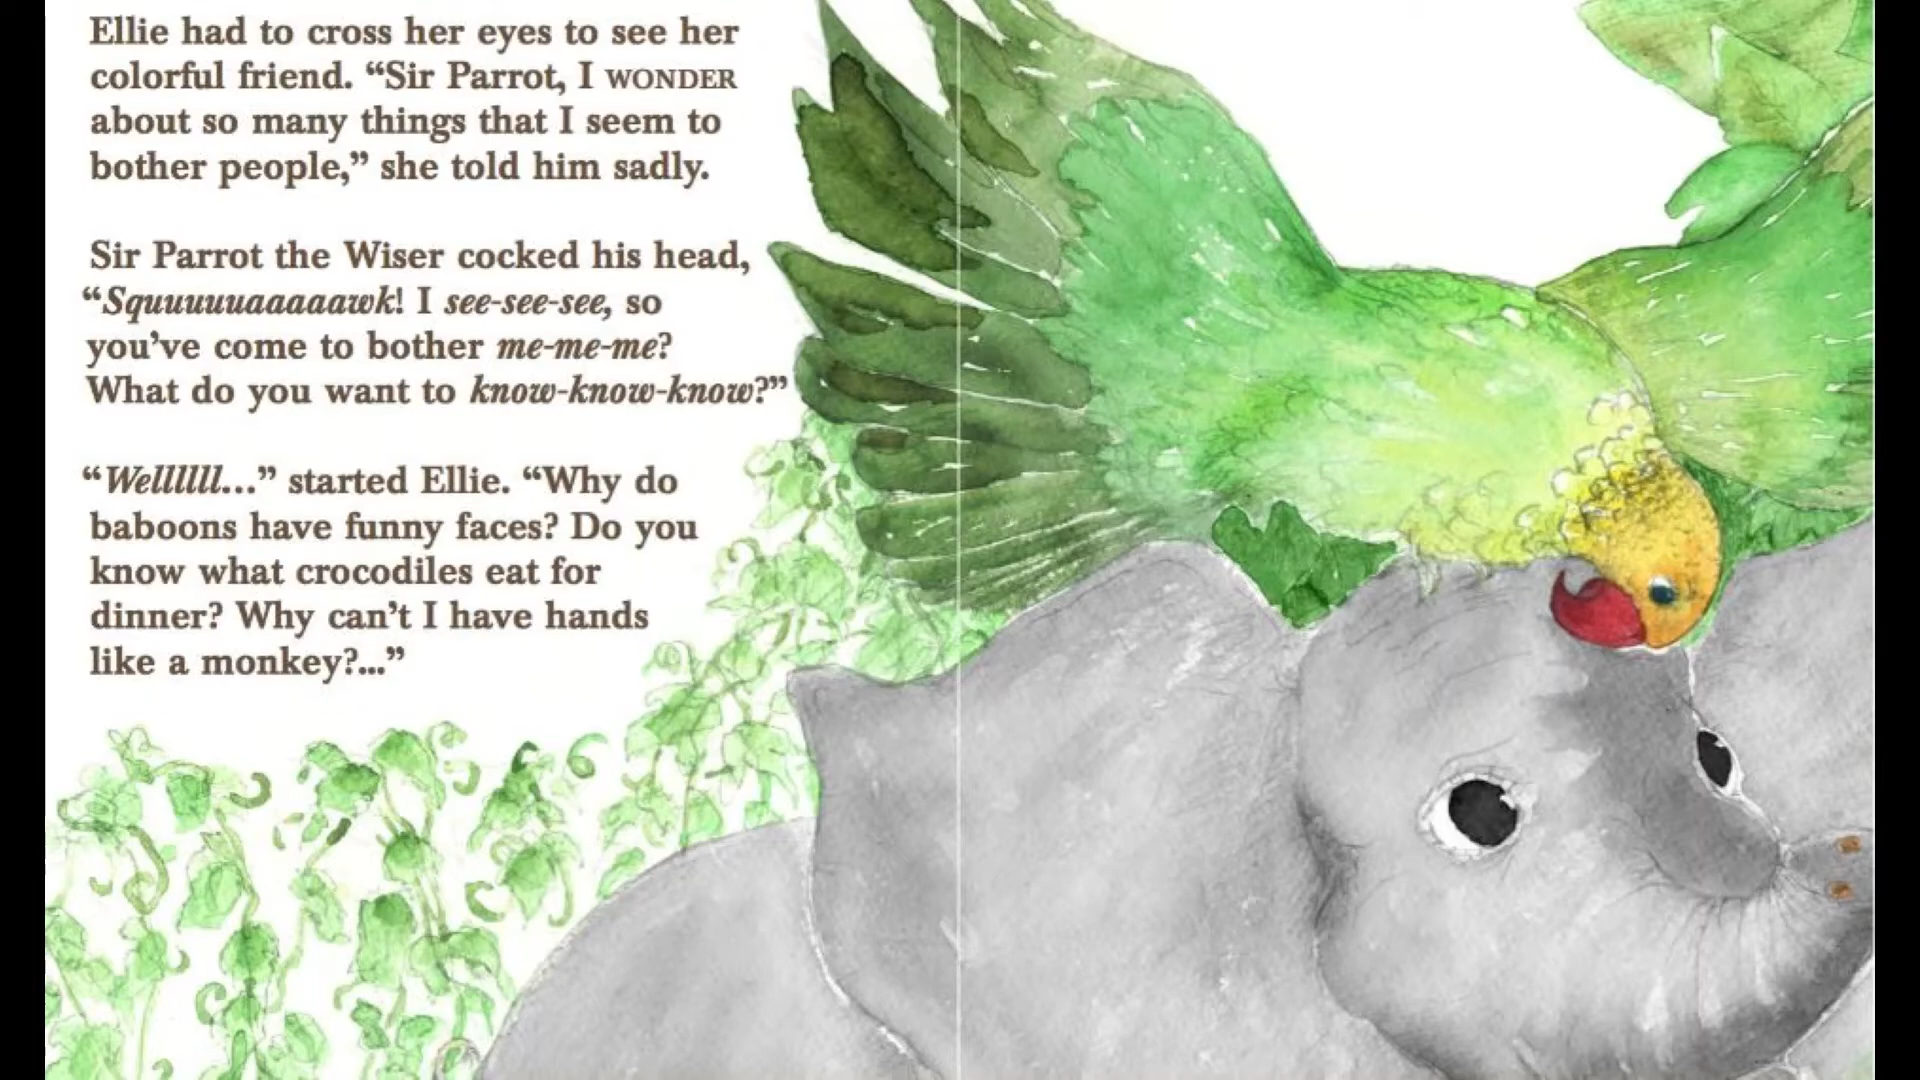 Ellie had to cross her eyes to see her
colorful friend. “Sir Parrot, I WONDER
about so many things that I seem to
bother people,” she told him sadly.
Sir Parrot the Wiser cocked his head,
“Squuuuuaaaaawk! I see-see-see, so
you’ve come to bother me-me-me?
What do you want to know-know-know?”
“Wellllll...” started Ellie. “Why do
baboons have funny faces? Do you
know what crocodiles eat for
dinner? Why can’t I have hands
like a monkey?...”